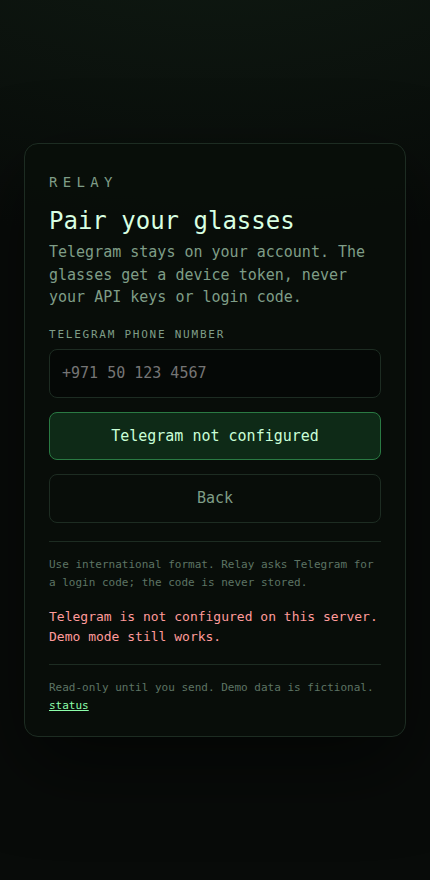 RELAY
Pair your glasses
Telegram stays on your account. The
glasses get a device token, never
your API keys or login code.
TELEGRAM PHONE NUMBER
+971 50 123 4567
Telegram not configured
Back
Use international format. Relay asks Telegram for
a login code; the code is never stored.
Telegram is not configured on this server.
Demo mode still works.
Read-only until you send. Demo data is fictional.
status